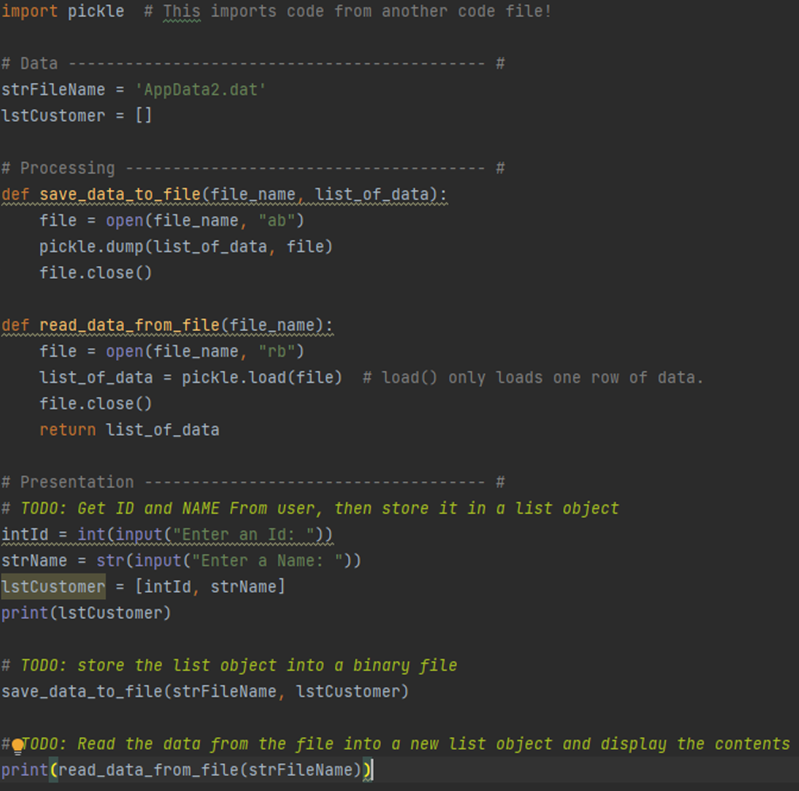 import pickle  # This imports code from another code file!
# Data -------------------------------------------- #
strFileName = 'AppData2.dat'
lstCustomer = []
# Processing -------------------------------------- #
def save_data_to_file(file_name, list_of_data):
    file = open(file_name, "ab")
    pickle.dump(list_of_data, file)
    file.close()
def read_data_from_file(file_name):
    file = open(file_name, "rb")
    list_of_data = pickle.load(file)  # load() only loads one row of data.
    file.close()
    return list_of_data
# Presentation ------------------------------------ #
# TODO: Get ID and NAME From user, then store it in a list object
intId = int(input("Enter an Id: "))
strName = str(input("Enter a Name: "))
lstCustomer = [intId, strName]
print(lstCustomer)
# TODO: store the list object into a binary file
save_data_to_file(strFileName, lstCustomer)
# TODO: Read the data from the file into a new list object and display the contents
print(read_data_from_file(strFileName))